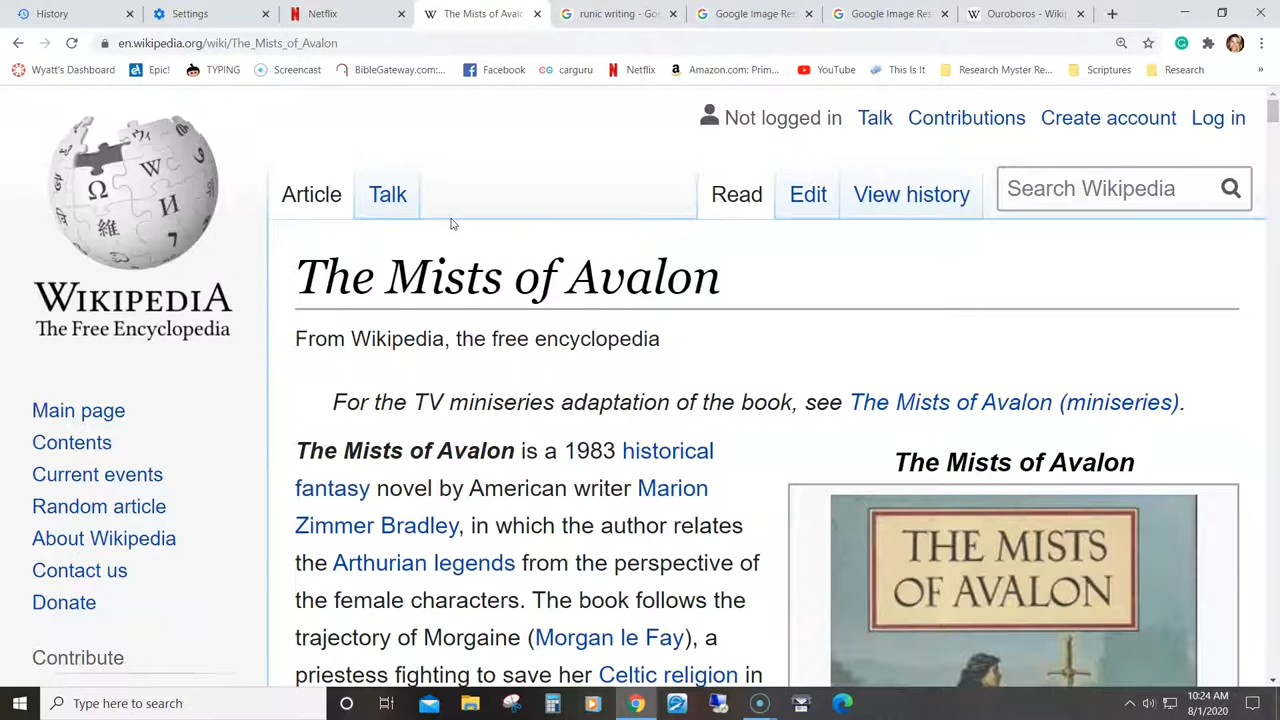 History
Settings
Netflix
The Mists of Avalo
runic writing - Goo
Google Image Res
Google Image Res
Ouroboros - Wikip
en.wikipedia.org/wiki/The_Mists_of_Avalon
Wyatt's Dashboard
Epic!
TYPING
Screencast
BibleGateway.com:...
Facebook
CG carguru
Netflix
Amazon.com: Prim...
YouTube
This Is It
Research Myster Re...
Scriptures
Research
»
Not logged in Talk Contributions Create account Log in
Article Talk Read Edit View history
Search Wikipedia
The Mists of Avalon
From Wikipedia, the free encyclopedia
For the TV miniseries adaptation of the book, see The Mists of Avalon (miniseries).
The Mists of Avalon is a 1983 historical
fantasy novel by American writer Marion
Zimmer Bradley, in which the author relates
the Arthurian legends from the perspective of
the female characters. The book follows the
trajectory of Morgaine (Morgan le Fay), a
priestess fighting to save her Celtic religion in
The Mists of Avalon
THE MISTS
OF AVALON
Ω
W
И
維
WIKIPEDIA
The Free Encyclopedia
Main page
Contents
Current events
Random article
About Wikipedia
Contact us
Donate
Contribute
Type here to search
10:24 AM
8/1/2020